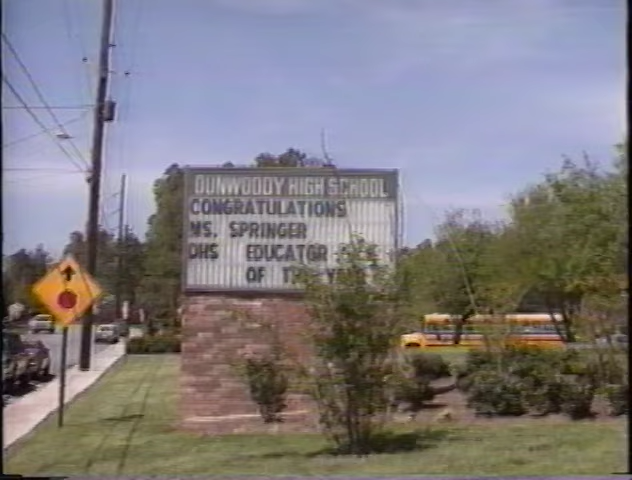 DUNWOODY HIGH SCHOOL
CONGRATULATIONS
MS. SPRINGER
DHS EDUCATOR
OF THE YEAR